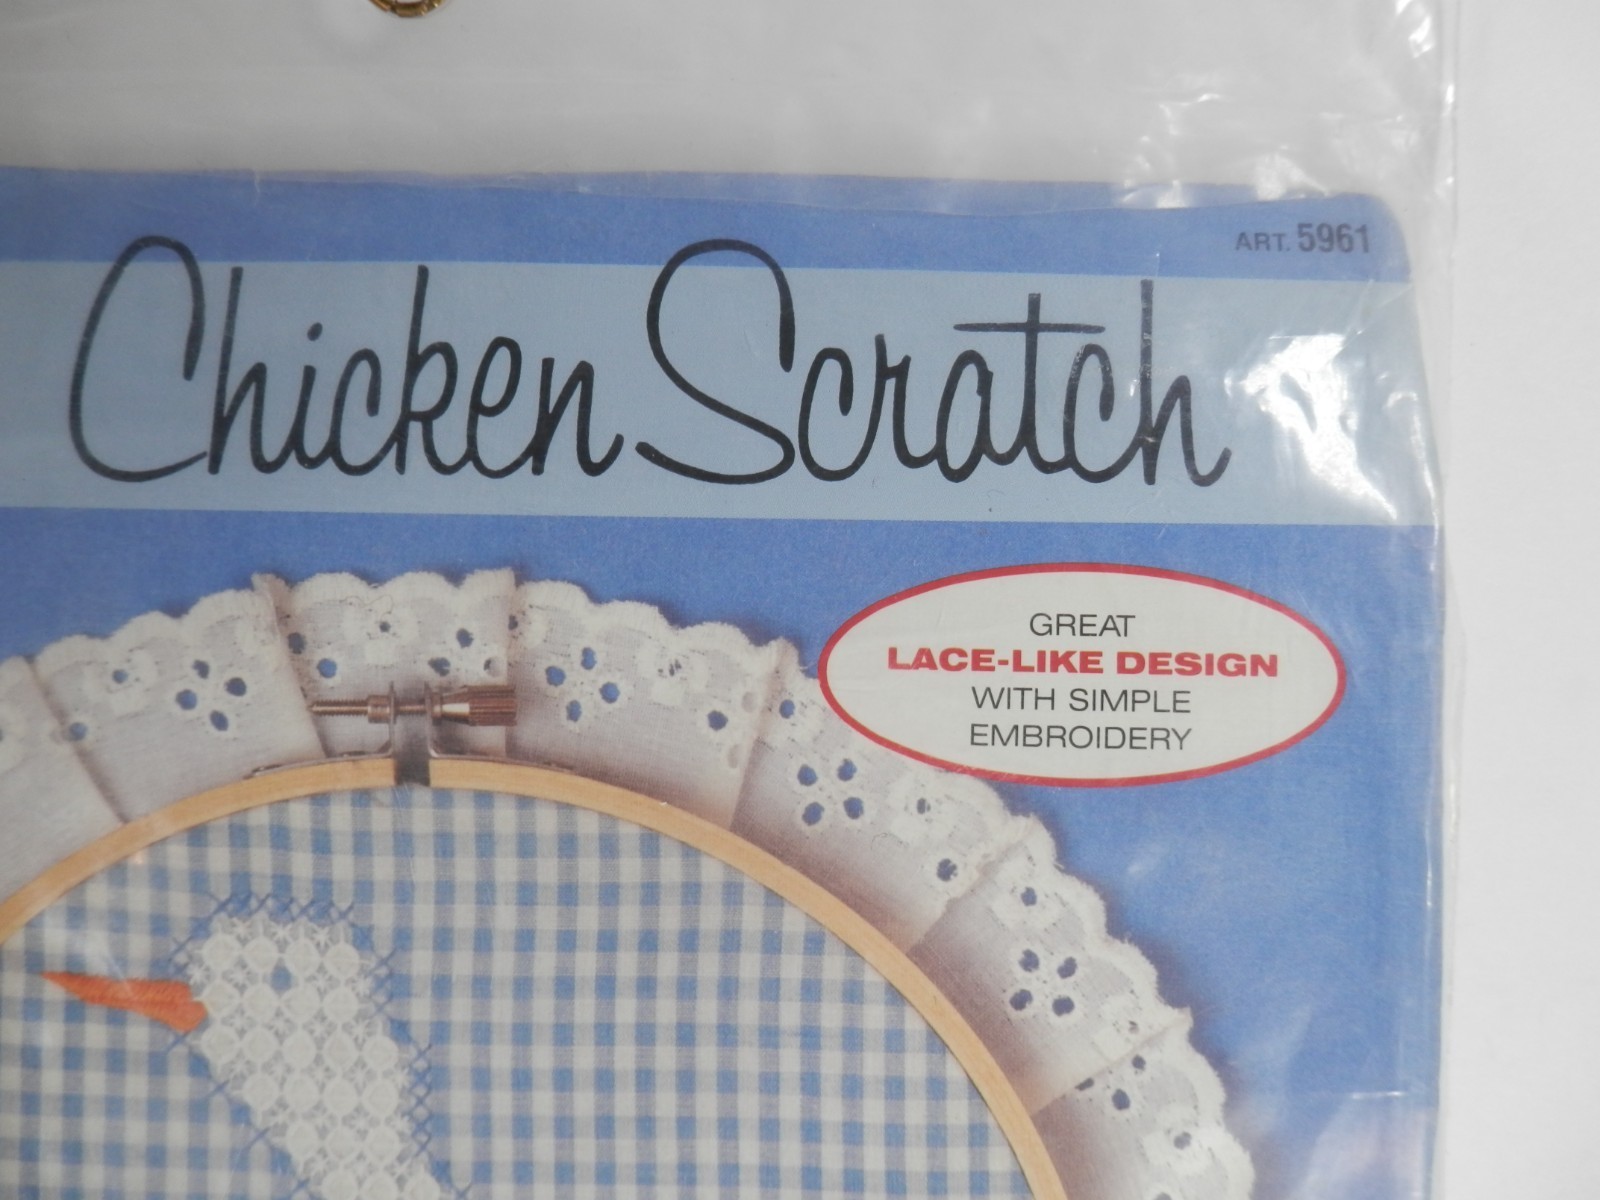 ART. 5961
Chicken Scratch
GREAT
LACE-LIKE DESIGN
WITH SIMPLE
EMBROIDERY